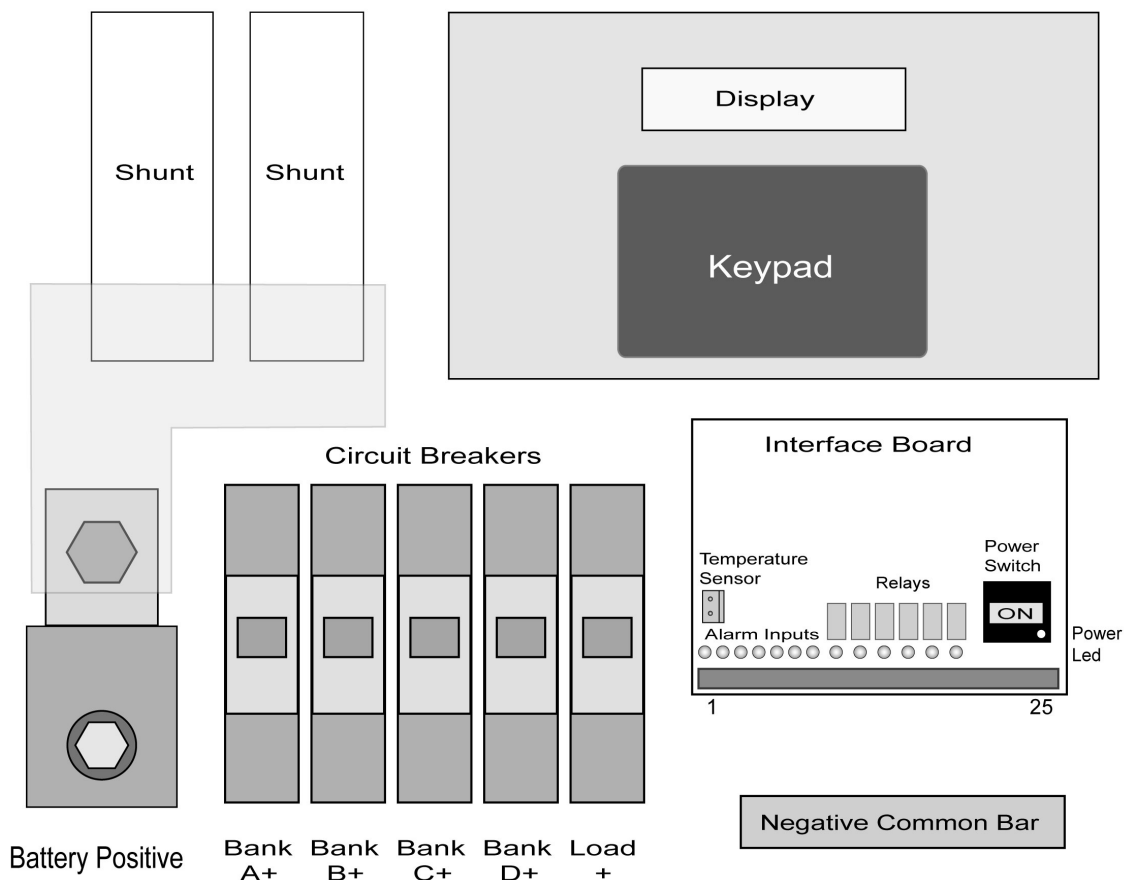 Display
Shunt
Shunt
Keypad
Circuit Breakers
Interface Board
Temperature
Sensor
Relays
Power
Switch
ON
Alarm Inputs
Power
Led
1
25
Negative Common Bar
Battery Positive
Bank
A+
Bank
B+
Bank
C+
Bank
D+
Load
+